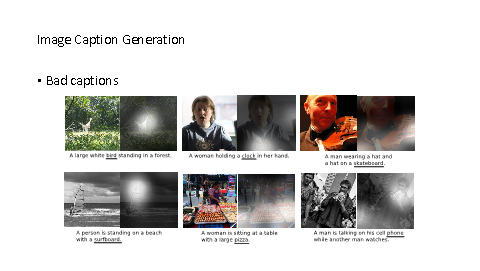 Image Caption Generation
• Bad captions
A large white bird standing in a forest.
A woman holding a clock in her hand.
A man wearing a hat and
a hat on a skateboard.
A person is standing on a beach
with a surfboard.
A woman is sitting at a table
with a large pizza.
A man is talking on his cell phone
while another man watches.